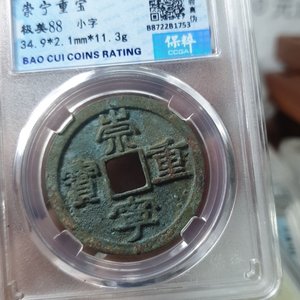 崇宁重宝
极美88 小字
34.9*2.1mm*11.3g
BAO CUI COINS RATING
B8722B1753
保粹
CCGA
崇
重
寧
寶